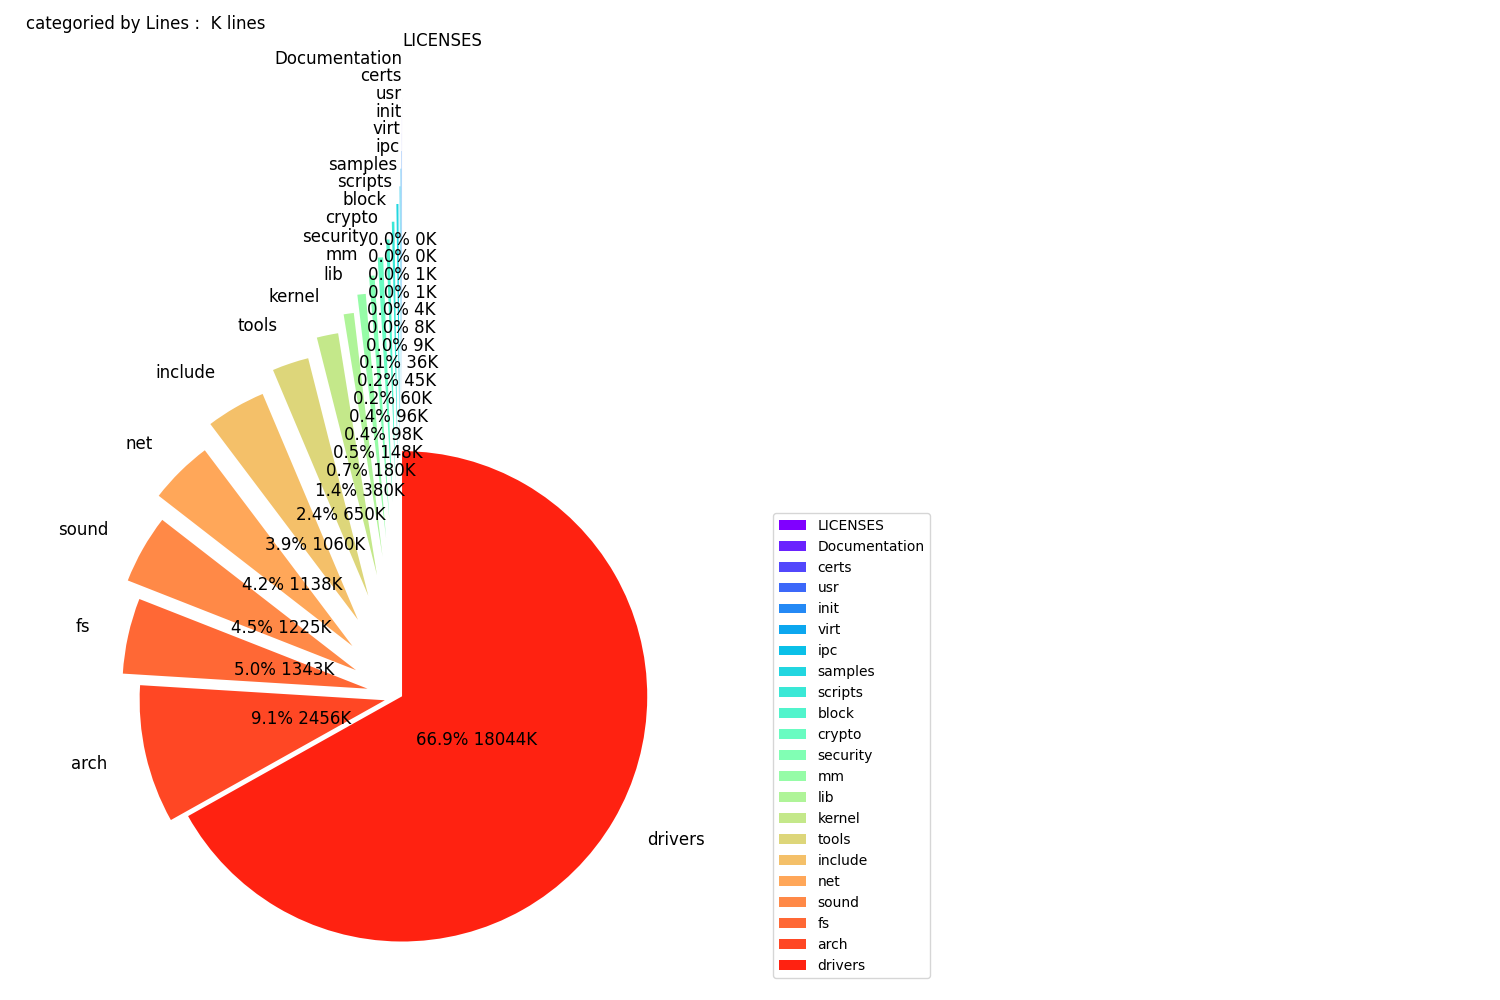 categoried by Lines :  K lines
LICENSES
Documentation
certs
usr
init
virt
ipc
samples
scripts
block
crypto
security
mm
lib
kernel
tools
include
net
sound
fs
arch
drivers
0.0% 0K
0.0% 0K
0.0% 1K
0.0% 1K
0.0% 4K
0.0% 8K
0.0% 9K
0.1% 36K
0.2% 45K
0.2% 60K
0.4% 96K
0.4% 98K
0.5% 148K
0.7% 180K
1.4% 380K
2.4% 650K
3.9% 1060K
4.2% 1138K
4.5% 1225K
5.0% 1343K
9.1% 2456K
66.9% 18044K
LICENSES
Documentation
certs
usr
init
virt
ipc
samples
scripts
block
crypto
security
mm
lib
kernel
tools
include
net
sound
fs
arch
drivers